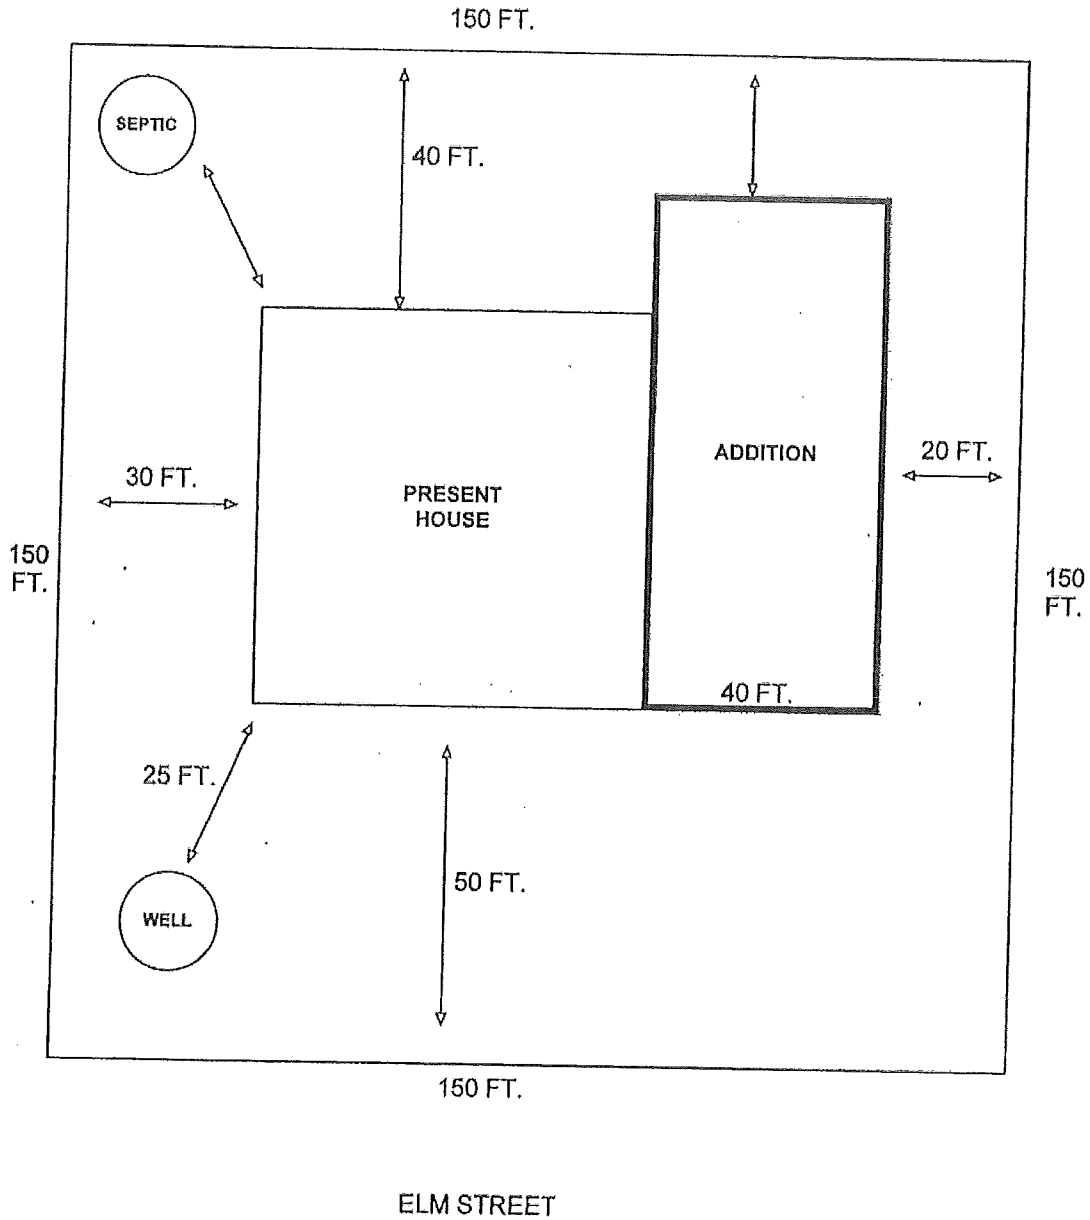 150 FT.
SEPTIC
40 FT.
ADDITION
20 FT.
30 FT.
PRESENT
HOUSE
150
FT.
150
FT.
40 FT.
25 FT.
50 FT.
WELL
150 FT.
ELM STREET